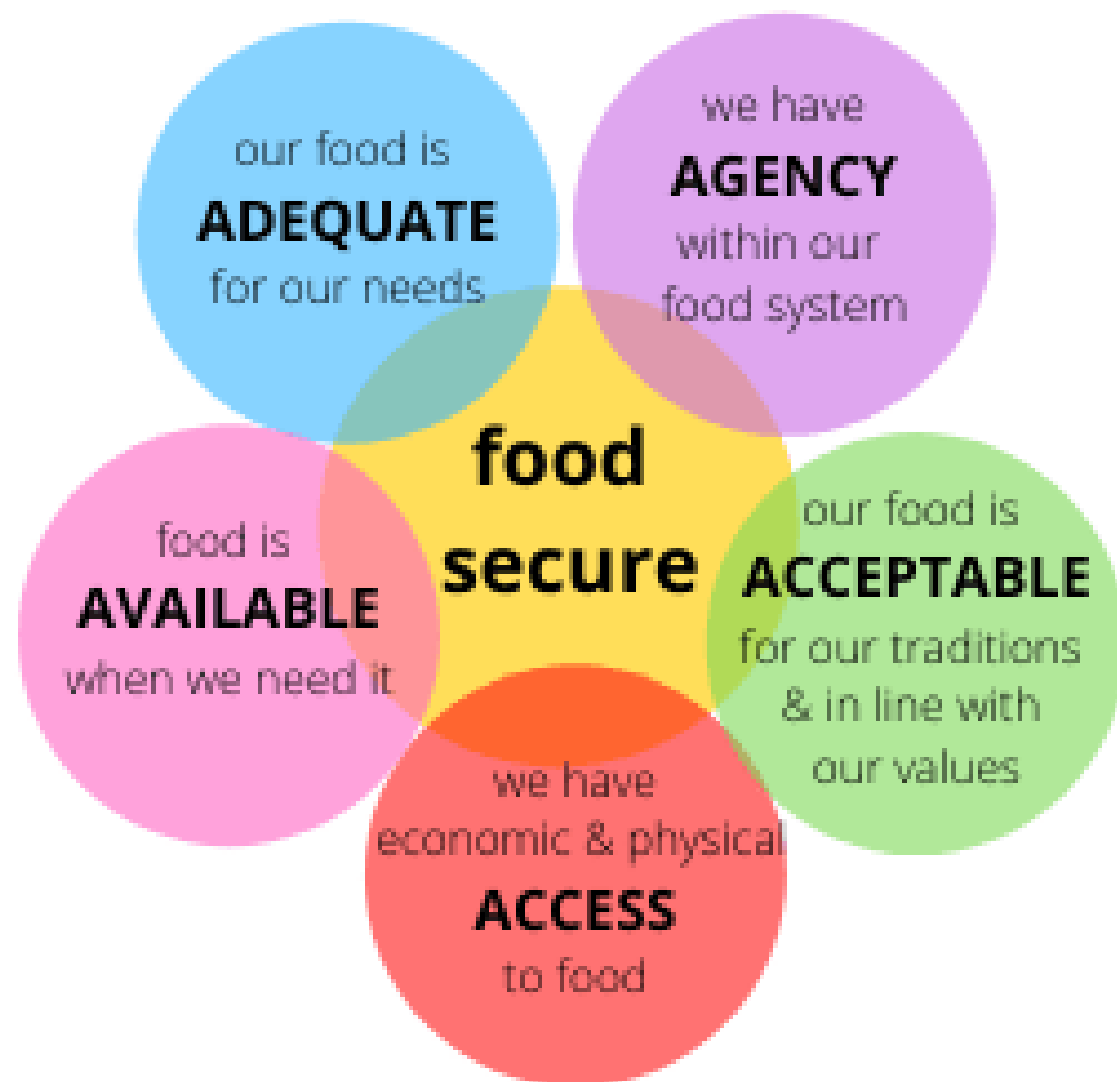 our food is
ADEQUATE
for our needs
we have
AGENCY
within our
food system
food
secure
food is
AVAILABLE
when we need it
our food is
ACCEPTABLE
for our traditions
& in line with
our values
we have
economic & physical
ACCESS
to food